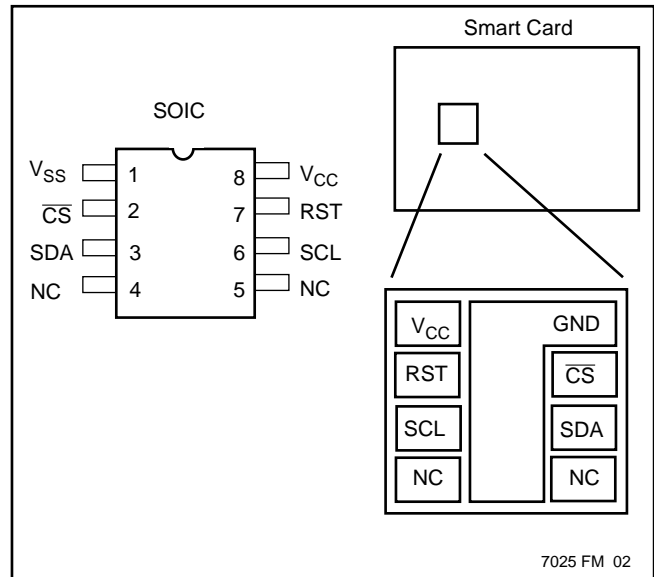 Smart Card
SOIC
VSS 1 8 VCC
CS 2 7 RST
SDA 3 6 SCL
NC 4 5 NC
VCC GND
RST CS
SCL SDA
NC NC
7025 FM 02